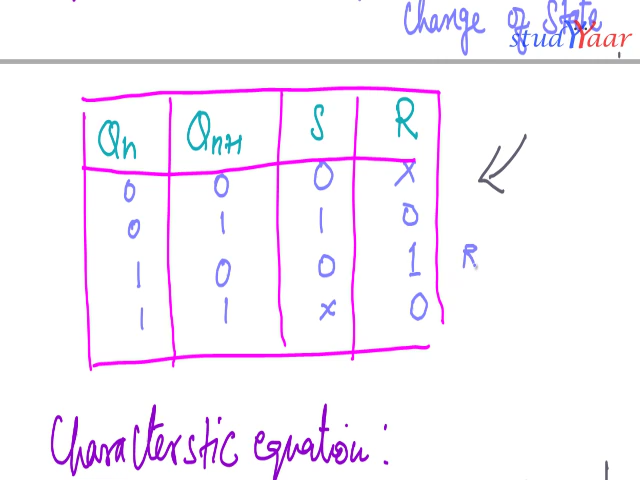 Change of State
studYYaar
Qn Qn+1 S R
0 0 0 X
0 1 1 0
1 0 0 1 R
1 1 x 0
Characterstic equation: